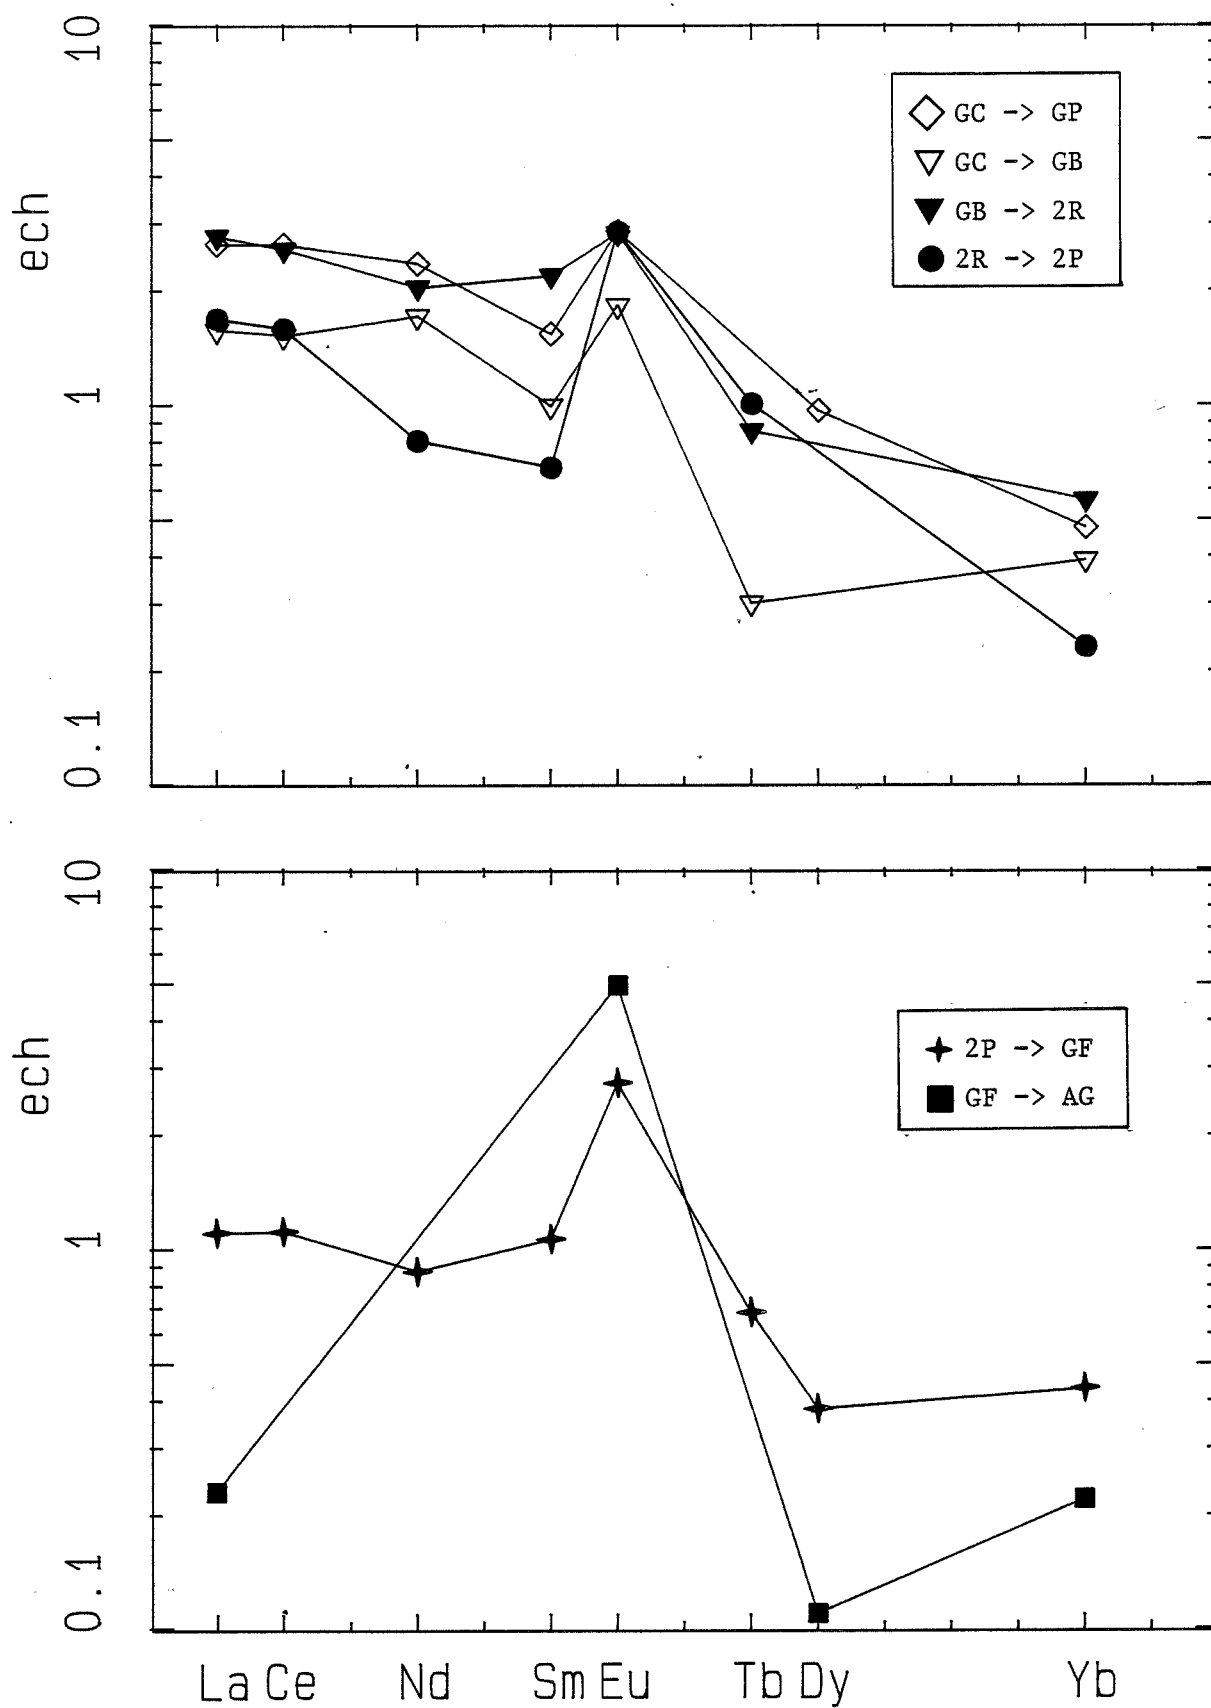 10
GC -> GP
GC -> GB
GB -> 2R
2R -> 2P
ech
1
0.1
10
2P -> GF
GF -> AG
ech
1
0.1
La Ce Nd Sm Eu Tb Dy Yb